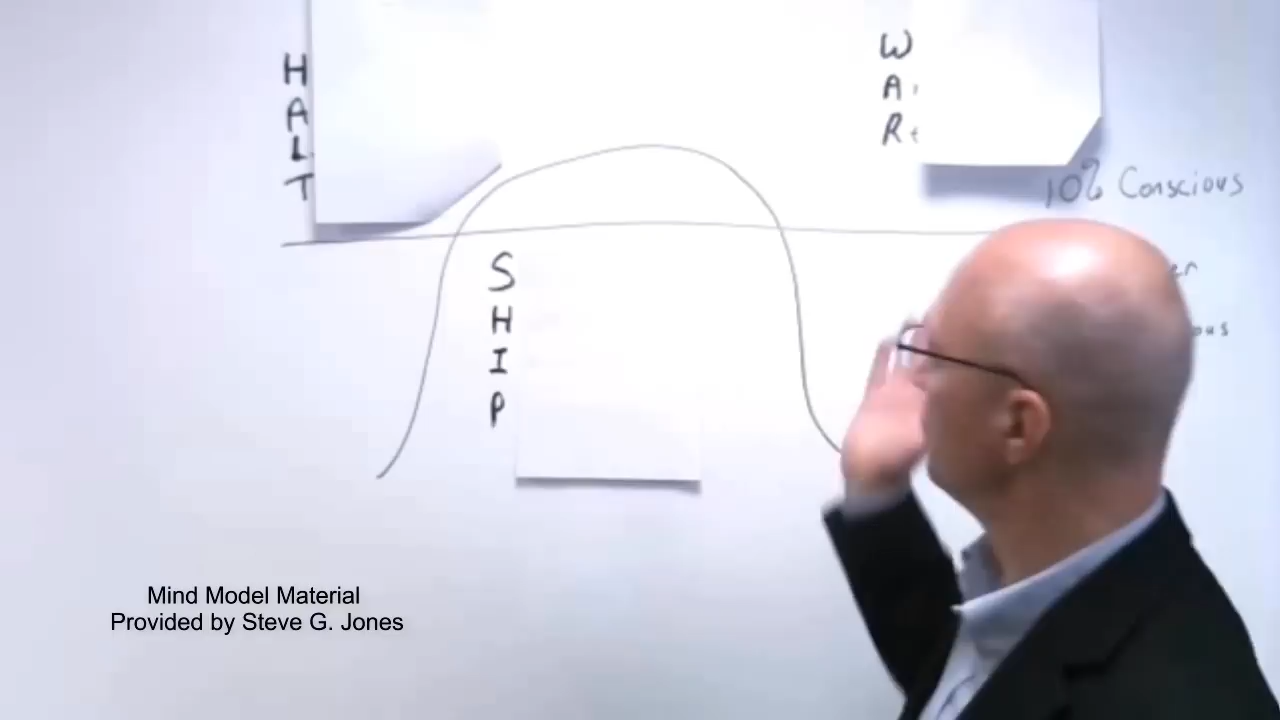 H
A
L
T
W
A
R
10% Conscious
S
H
I
P
Mind Model Material
Provided by Steve G. Jones